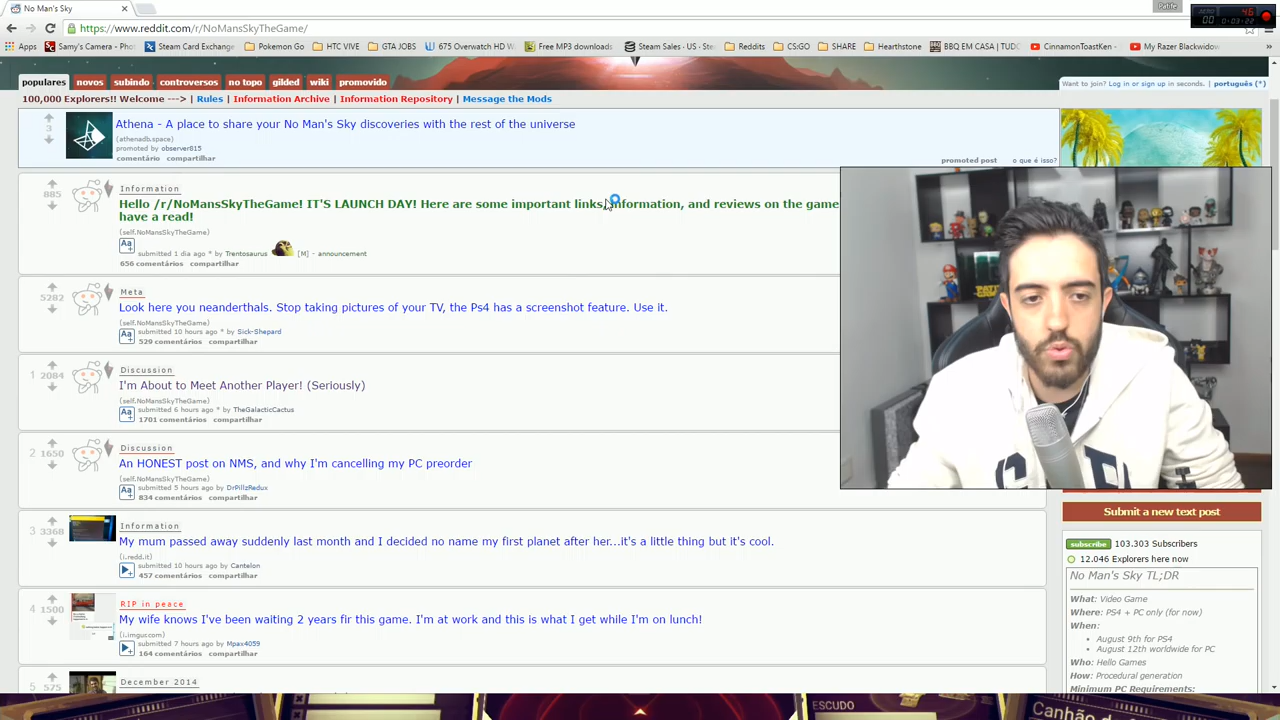 No Man's Sky
Patife
46
00
0:03:20
https://www.reddit.com/r/NoMansSkyTheGame/
Apps
Samy's Camera - Phot
Steam Card Exchange
Pokemon Go
HTC VIVE
GTA JOBS
675 Overwatch HD W
Free MP3 downloads
Steam Sales · US · Ste
Reddits
CS:GO
SHARE
Hearthstone
BBQ EM CASA | TUDO
CinnamonToastKen
My Razer Blackwidow
populares
novos
subindo
controversos
no topo
gilded
wiki
promovido
Want to join? Log in or sign up in seconds. | português (*)
100,000 Explorers!! Welcome ---> | Rules | Information Archive | Information Repository | Message the Mods
3
Athena - A place to share your No Man's Sky discoveries with the rest of the universe
(athenadb.space)
promoted by observer815
comentário compartilhar
promoted post o que é isso?
Information
885
Hello /r/NoMansSkyTheGame! IT'S LAUNCH DAY! Here are some important links, information, and reviews on the game
have a read!
(self.NoMansSkyTheGame)
Aa
submitted 1 dia ago * by Trentosaurus [M] - announcement
656 comentários compartilhar
Meta
5282
Look here you neanderthals. Stop taking pictures of your TV, the Ps4 has a screenshot feature. Use it.
(self.NoMansSkyTheGame)
Aa
submitted 10 hours ago * by Sick-Shepard
529 comentários compartilhar
Discussion
1 2084
I'm About to Meet Another Player! (Seriously)
(self.NoMansSkyTheGame)
Aa
submitted 6 hours ago * by TheGalacticCactus
1701 comentários compartilhar
Discussion
2 1650
An HONEST post on NMS, and why I'm cancelling my PC preorder
(self.NoMansSkyTheGame)
Aa
submitted 5 hours ago by DrPillzRedux
834 comentários compartilhar
Information
3 3368
My mum passed away suddenly last month and I decided no name my first planet after her...it's a little thing but it's cool.
(i.redd.it)
submitted 10 hours ago by Cantelon
457 comentários compartilhar
RIP in peace
4 1500
My wife knows I've been waiting 2 years fir this game. I'm at work and this is what I get while I'm on lunch!
(i.imgur.com)
submitted 7 hours ago by Mpax4059
164 comentários compartilhar
December 2014
5 575
Submit a new text post
subscribe 103.303 Subscribers
12.046 Explorers here now
No Man's Sky TL;DR
What: Video Game
Where: PS4 + PC only (for now)
When:
• August 9th for PS4
• August 12th worldwide for PC
Who: Hello Games
How: Procedural generation
Minimum PC Requirements:
ESCUDO
Canhão de